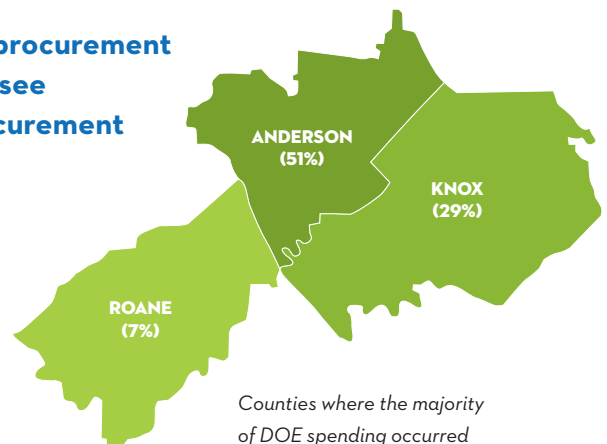 procurement
see
curement
ANDERSON
(51%)
KNOX
(29%)
ROANE
(7%)
Counties where the majority
of DOE spending occurred